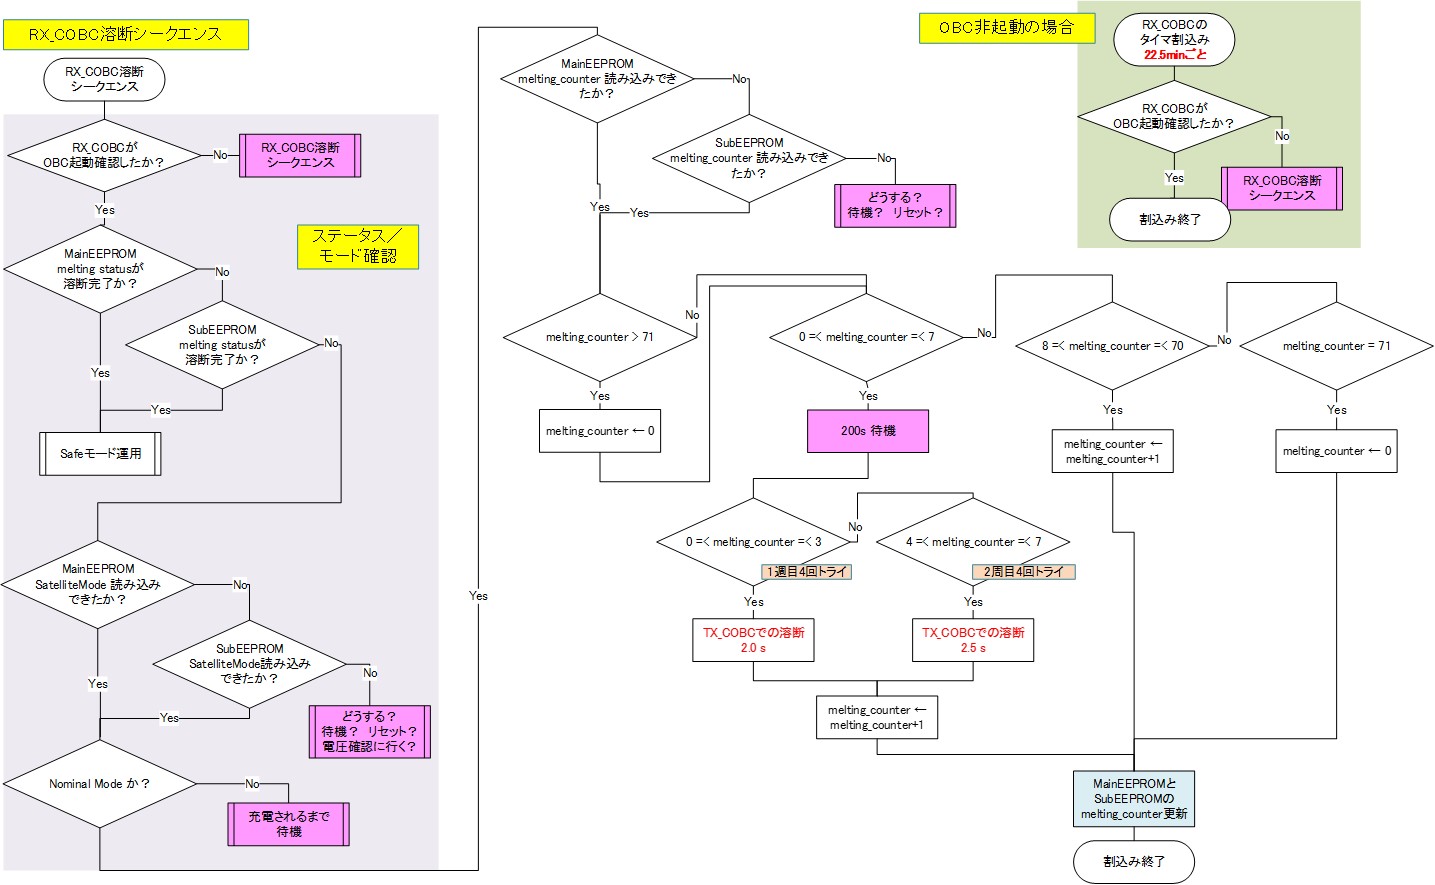 RX_COBC溶断シークエンス
RX_COBC溶断
シークエンス
RX_COBCが
OBC起動確認したか？
No
RX_COBC溶断
シークエンス
Yes
ステータス／
モード確認
MainEEPROM
melting statusが
溶断完了か？
No
SubEEPROM
melting statusが
溶断完了か？
No
Yes
Yes
Safeモード運用
MainEEPROM
SatelliteMode 読み込み
できたか？
No
SubEEPROM
SatelliteMode読み込み
できたか？
No
Yes
Yes
どうする？
待機？ リセット？
電圧確認に行く？
Nominal Mode か？
No
充電されるまで
待機
Yes
MainEEPROM
melting_counter 読み込みでき
たか？
No
SubEEPROM
melting_counter 読み込みでき
たか？
No
どうする？
待機？ リセット？
Yes
Yes
OBC非起動の場合
RX_COBCの
タイマ割込み
22.5minごと
RX_COBCが
OBC起動確認したか？
No
RX_COBC溶断
シークエンス
Yes
割込み終了
melting_counter > 71
No
Yes
melting_counter ← 0
0 =< melting_counter =< 7
No
Yes
200s 待機
8 =< melting_counter =< 70
No
Yes
melting_counter ←
melting_counter+1
melting_counter = 71
Yes
melting_counter ← 0
0 =< melting_counter =< 3
No
1週目4回トライ
Yes
TX_COBCでの溶断
2.0 s
4 =< melting_counter =< 7
2周目4回トライ
Yes
TX_COBCでの溶断
2.5 s
melting_counter ←
melting_counter+1
MainEEPROMと
SubEEPROMの
melting_counter更新
割込み終了